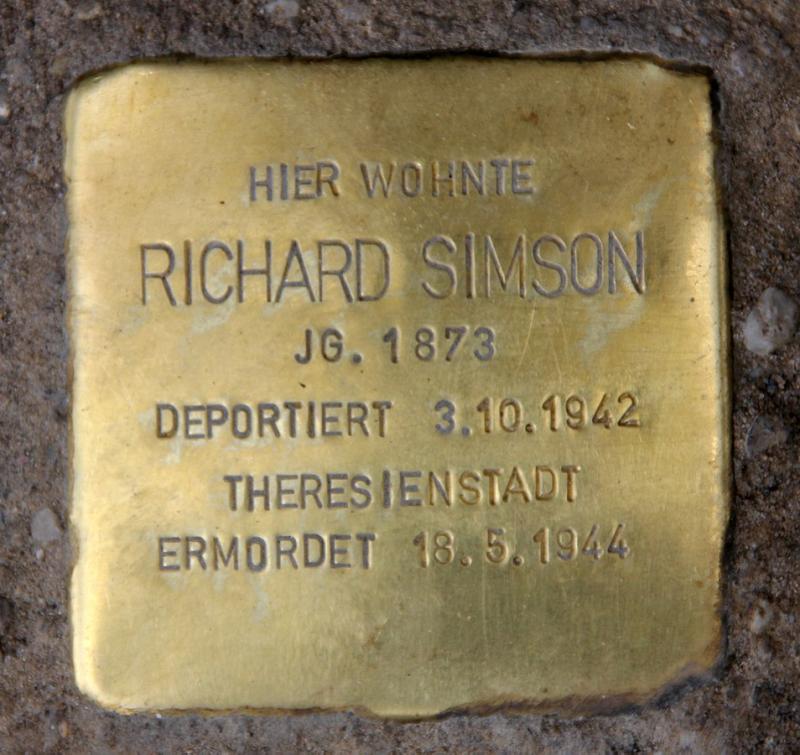 HIER WOHNTE
RICHARD SIMSON
JG. 1873
DEPORTIERT 3.10.1942
THERESIENSTADT
ERMORDET 18.5.1944